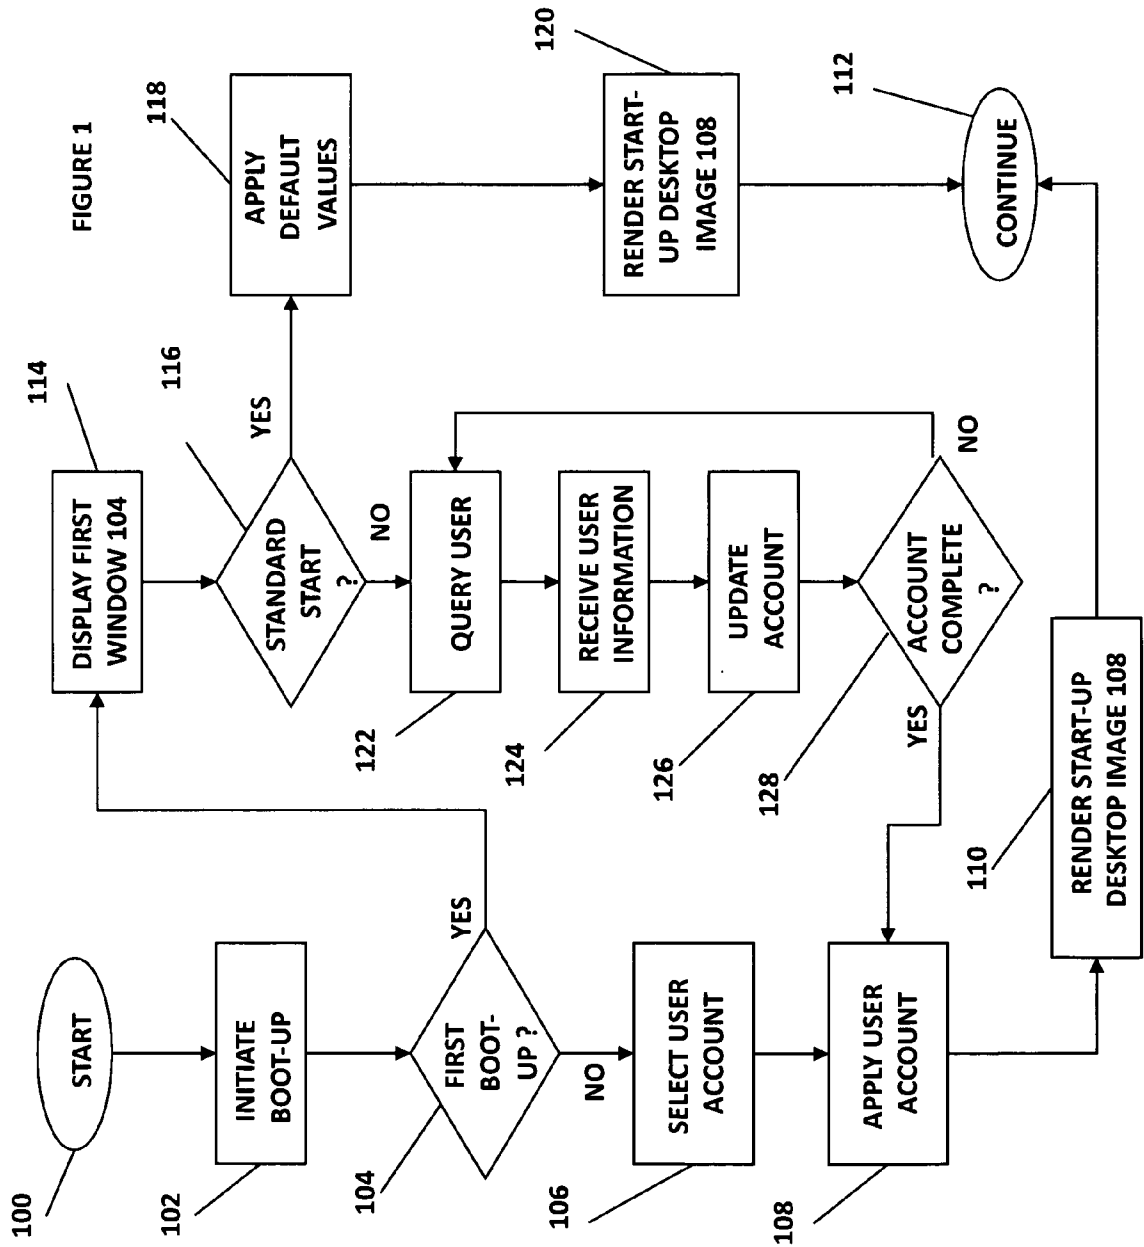 FIGURE 1
100
START
102
INITIATE
BOOT-UP
104
FIRST
BOOT-
UP ?
YES
NO
106
SELECT USER
ACCOUNT
108
APPLY USER
ACCOUNT
110
RENDER START-UP
DESKTOP IMAGE 108
114
DISPLAY FIRST
WINDOW 104
116
STANDARD
START
?
YES
NO
122
QUERY USER
124
RECEIVE USER
INFORMATION
126
UPDATE
ACCOUNT
128
ACCOUNT
COMPLETE
?
YES
NO
118
APPLY
DEFAULT
VALUES
120
RENDER START-
UP DESKTOP
IMAGE 108
112
CONTINUE